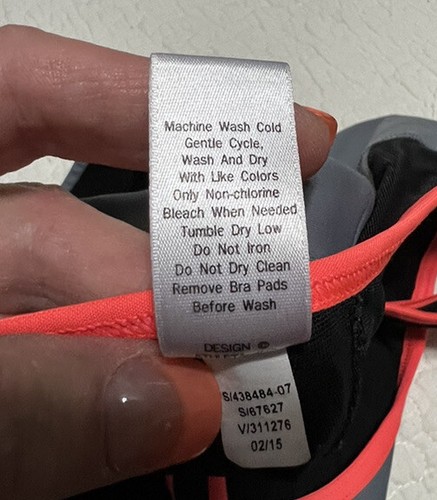 Machine Wash Cold
Gentle Cycle,
Wash And Dry
With Like Colors
Only Non-chlorine
Bleach When Needed
Tumble Dry Low
Do Not Iron
Do Not Dry Clean
Remove Bra Pads
Before Wash
DESIGN ©
S/438484-07
S/67627
V/311276
02/15